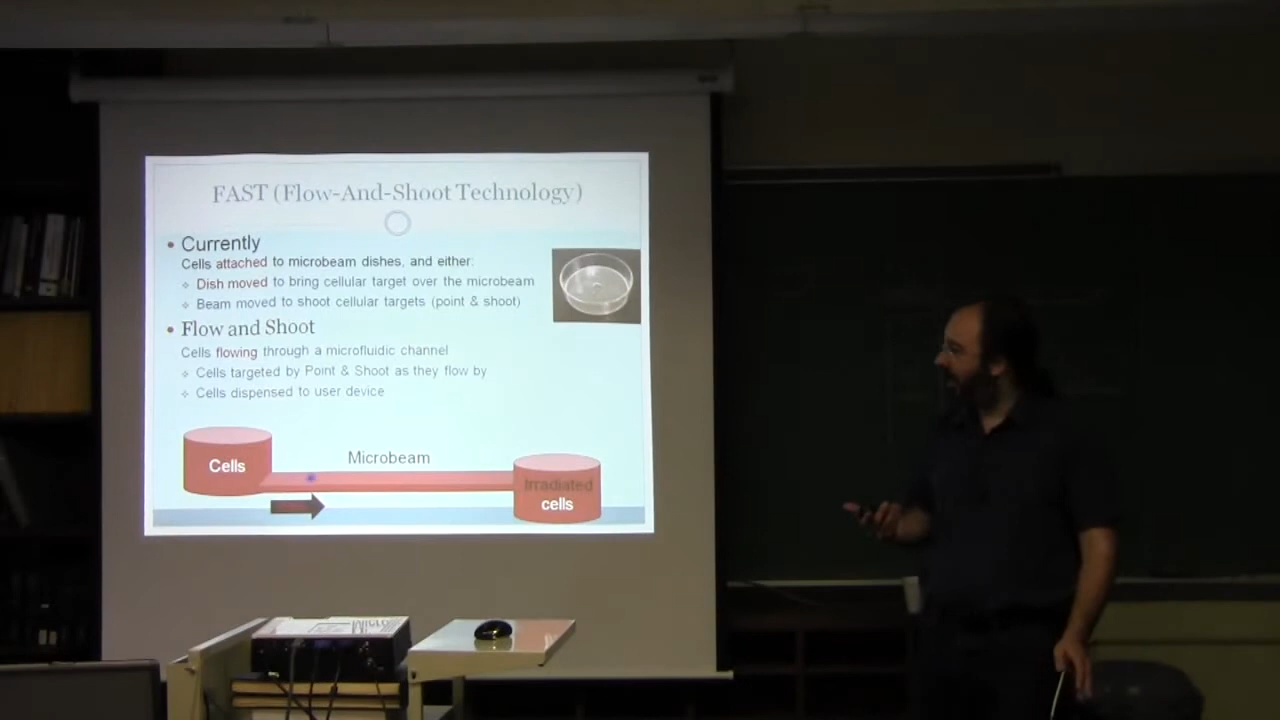 FAST (Flow-And-Shoot Technology)
• Currently
Cells attached to microbeam dishes, and either:
❖ Dish moved to bring cellular target over the microbeam
❖ Beam moved to shoot cellular targets (point & shoot)
• Flow and Shoot
Cells flowing through a microfluidic channel
❖ Cells targeted by Point & Shoot as they flow by
❖ Cells dispensed to user device
Cells
Microbeam
Irradiated
cells